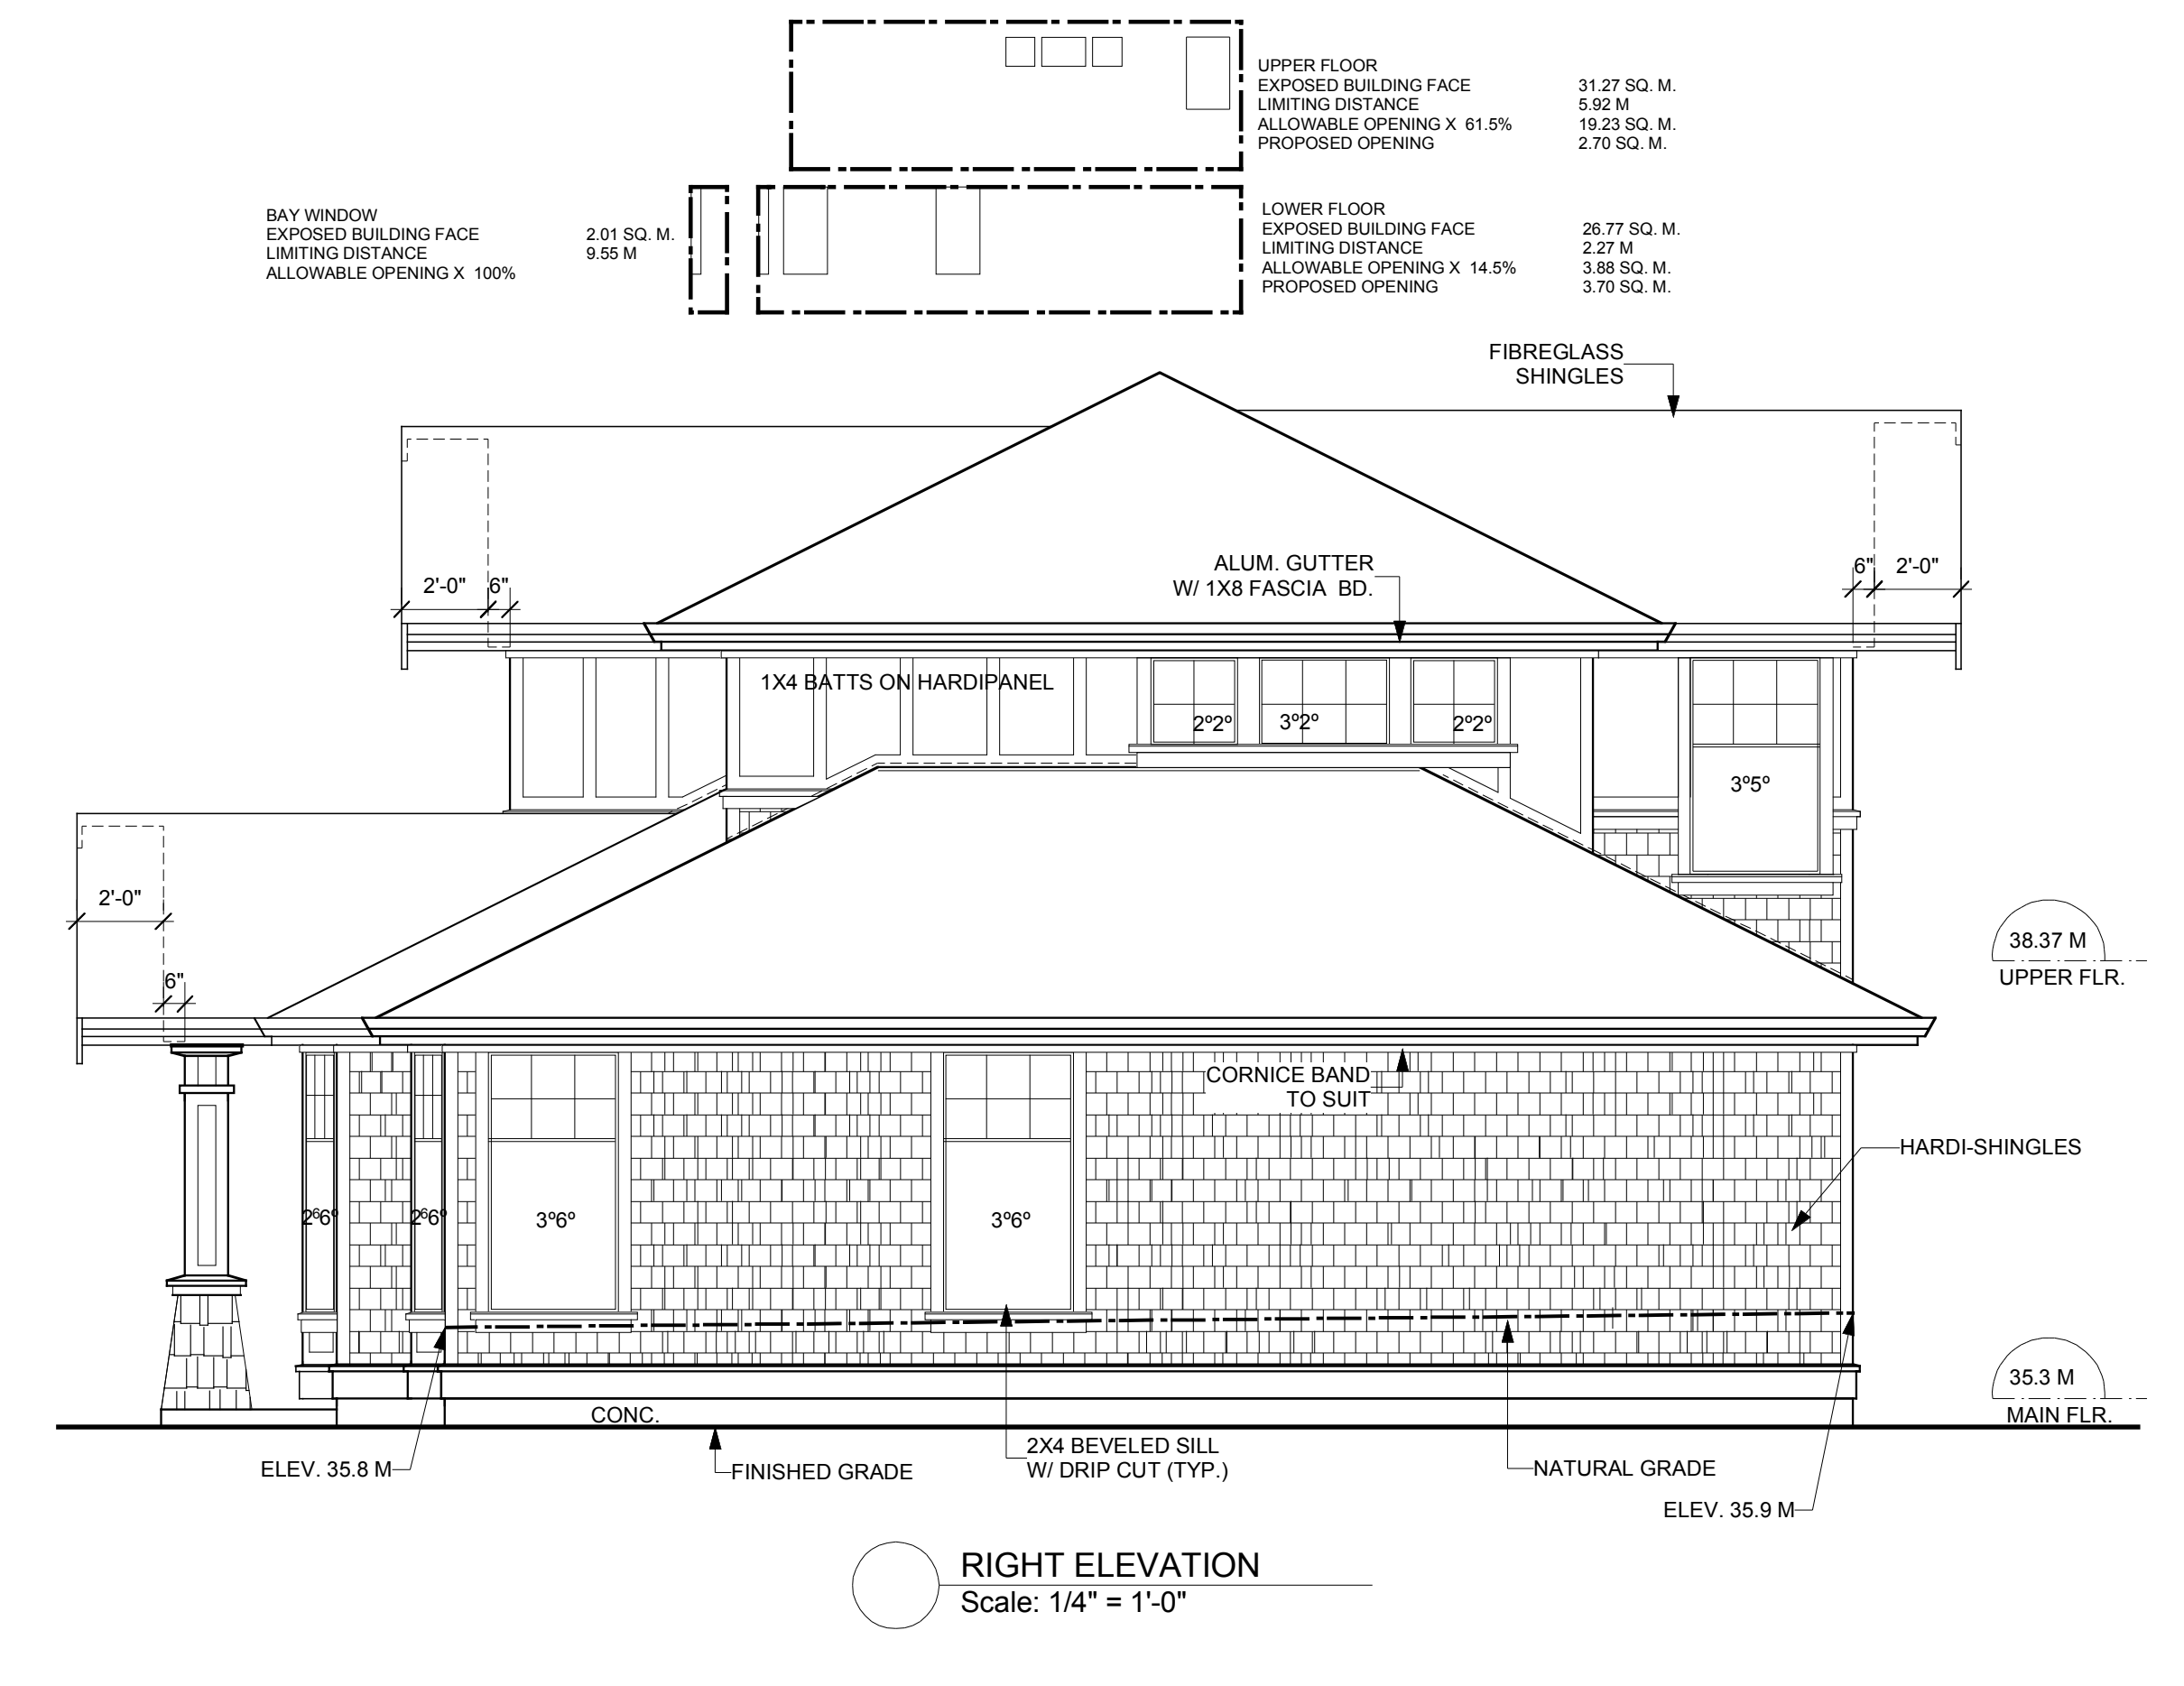 UPPER FLOOR
EXPOSED BUILDING FACE 31.27 SQ. M.
LIMITING DISTANCE 5.92 M
ALLOWABLE OPENING X 61.5% 19.23 SQ. M.
PROPOSED OPENING 2.70 SQ. M.
BAY WINDOW
EXPOSED BUILDING FACE 2.01 SQ. M.
LIMITING DISTANCE 9.55 M
ALLOWABLE OPENING X 100%
LOWER FLOOR
EXPOSED BUILDING FACE 26.77 SQ. M.
LIMITING DISTANCE 2.27 M
ALLOWABLE OPENING X 14.5% 3.88 SQ. M.
PROPOSED OPENING 3.70 SQ. M.
FIBREGLASS
SHINGLES
ALUM. GUTTER
W/ 1X8 FASCIA BD.
2'-0" 6"
6" 2'-0"
1X4 BATTS ON HARDIPANEL
2º2º 3º2º 2º2º
3º5º
2'-0"
6"
38.37 M
UPPER FLR.
CORNICE BAND
TO SUIT
HARDI-SHINGLES
2⁶6º 2⁶6º 3º6º 3º6º
35.3 M
MAIN FLR.
CONC.
ELEV. 35.8 M
FINISHED GRADE
2X4 BEVELED SILL
W/ DRIP CUT (TYP.)
NATURAL GRADE
ELEV. 35.9 M
RIGHT ELEVATION
Scale: 1/4" = 1'-0"